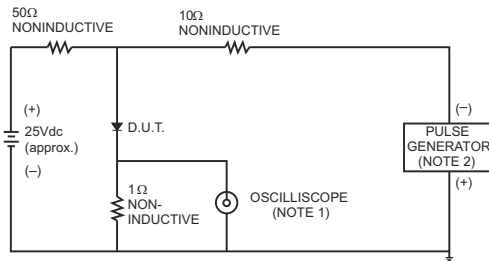 50Ω
NONINDUCTIVE
10Ω
NONINDUCTIVE
(+)
25Vdc
(approx.)
(–)
D.U.T.
1Ω
NON-
INDUCTIVE
OSCILLISCOPE
(NOTE 1)
(–)
PULSE
GENERATOR
(NOTE 2)
(+)